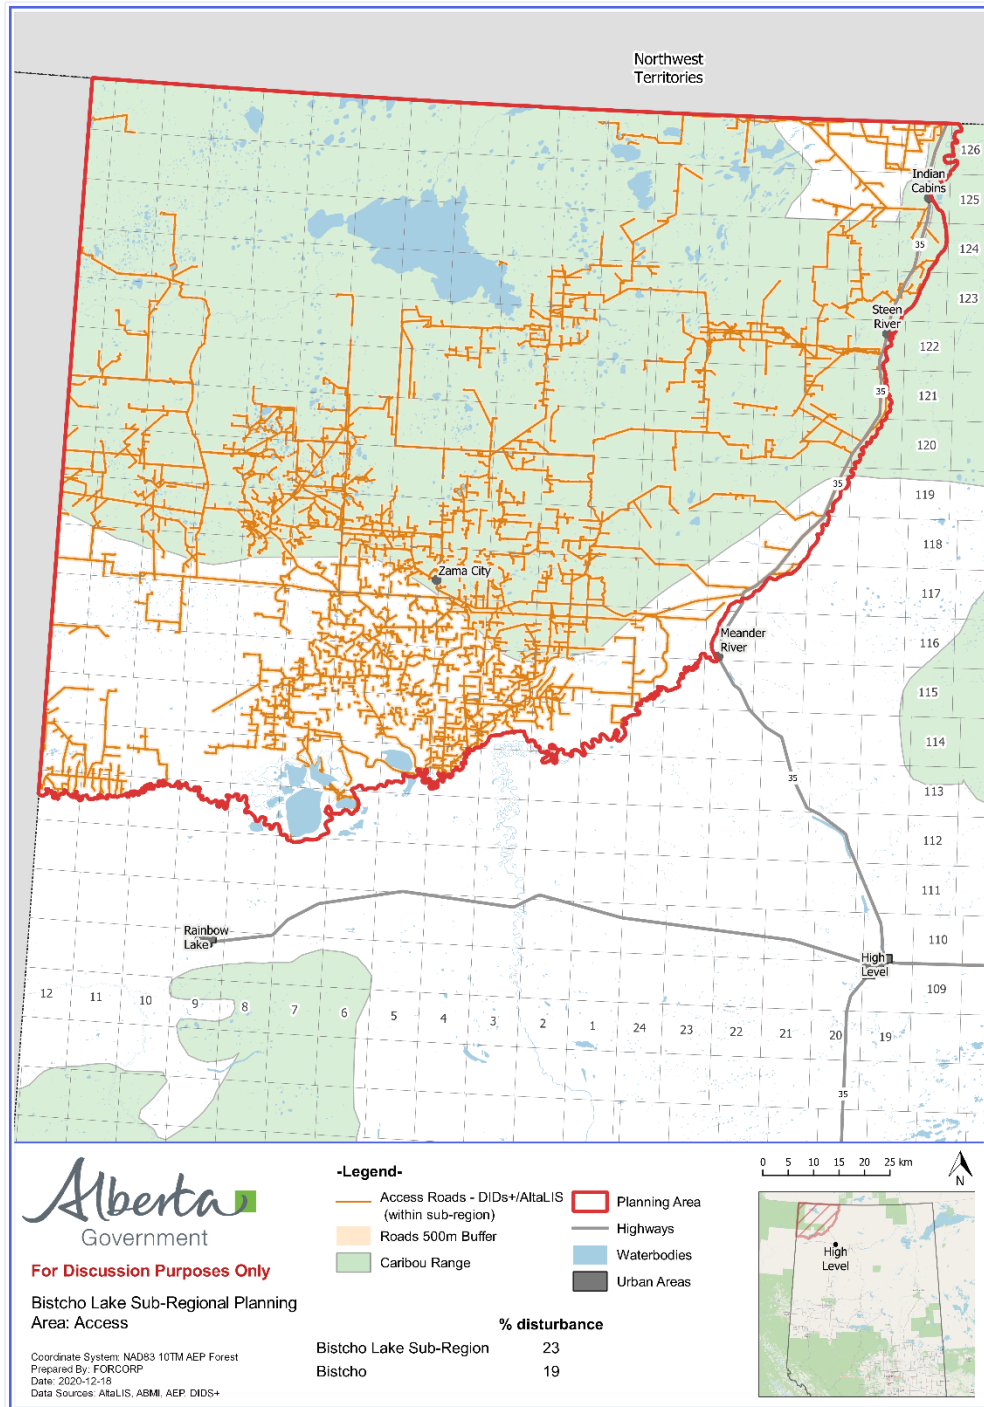 Northwest
Territories
126
Indian
Cabins
125
35
124
123
Steen
River
122
35
121
120
35
119
118
Zama City
117
Meander
River
116
115
114
35
113
112
111
Rainbow
Lake
110
High
Level
109
12 11 10 9 8 7 6 5 4 3 2 1 24 23 22 21 20 19
35
Alberta
Government
For Discussion Purposes Only
Bistcho Lake Sub-Regional Planning
Area: Access
Coordinate System: NAD83 10TM AEP Forest
Prepared By: FORCORP
Date: 2020-12-18
Data Sources: AltaLIS, ABMI, AEP, DIDS+
-Legend-
Access Roads - DIDs+/AltaLIS
(within sub-region)
Roads 500m Buffer
Caribou Range
Planning Area
Highways
Waterbodies
Urban Areas
% disturbance
Bistcho Lake Sub-Region 23
Bistcho 19
0 5 10 15 20 25 km
N
High
Level